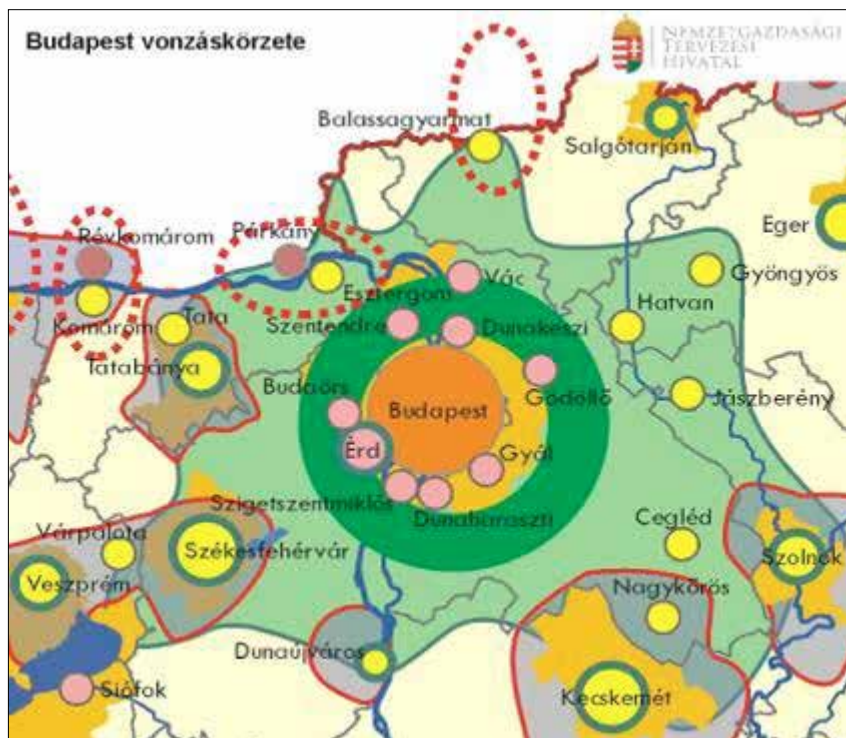 Budapest vonzáskörzete
NEMZETGAZDASÁGI
TERVEZÉSI
HIVATAL
Balassagyarmat
Salgótarján
Révkomárom
Párkány
Eger
Vác
Gyöngyös
Esztergom
Komárom
Tata
Szentendre
Dunakeszi
Hatvan
Tatabánya
Budaörs
Gödöllő
Budapest
Jászberény
Érd
Gyál
Szigetszentmiklós
Dunaharaszti
Cegléd
Várpalota
Székesfehérvár
Szolnok
Veszprém
Nagykőrös
Dunaújváros
Siófok
Kecskemét